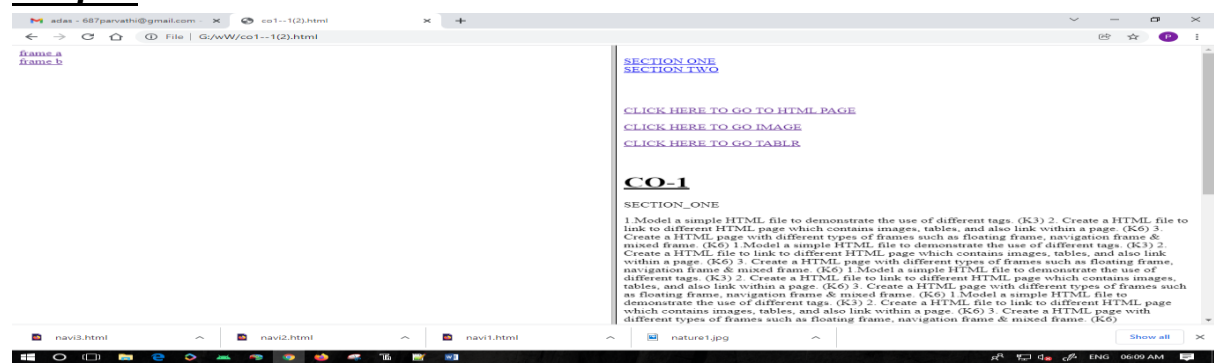 adas - 687parvathi@gmail.com -
co1--1(2).html
File | G:/wW/co1--1(2).html
P
frame a
frame b
SECTION ONE
SECTION TWO
CLICK HERE TO GO TO HTML PAGE
CLICK HERE TO GO IMAGE
CLICK HERE TO GO TABLR
CO-1
SECTION_ONE
1.Model a simple HTML file to demonstrate the use of different tags. (K3) 2. Create a HTML file to
link to different HTML page which contains images, tables, and also link within a page. (K6) 3.
Create a HTML page with different types of frames such as floating frame, navigation frame &
mixed frame. (K6) 1.Model a simple HTML file to demonstrate the use of different tags. (K3) 2.
Create a HTML file to link to different HTML page which contains images, tables, and also link
within a page. (K6) 3. Create a HTML page with different types of frames such as floating frame,
navigation frame & mixed frame. (K6) 1.Model a simple HTML file to demonstrate the use of
different tags. (K3) 2. Create a HTML file to link to different HTML page which contains images,
tables, and also link within a page. (K6) 3. Create a HTML page with different types of frames such
as floating frame, navigation frame & mixed frame. (K6) 1.Model a simple HTML file to
demonstrate the use of different tags. (K3) 2. Create a HTML file to link to different HTML page
which contains images, tables, and also link within a page. (K6) 3. Create a HTML page with
different types of frames such as floating frame, navigation frame & mixed frame. (K6)
navi3.html
navi2.html
navi1.html
nature1.jpg
Show all
ENG 06:09 AM